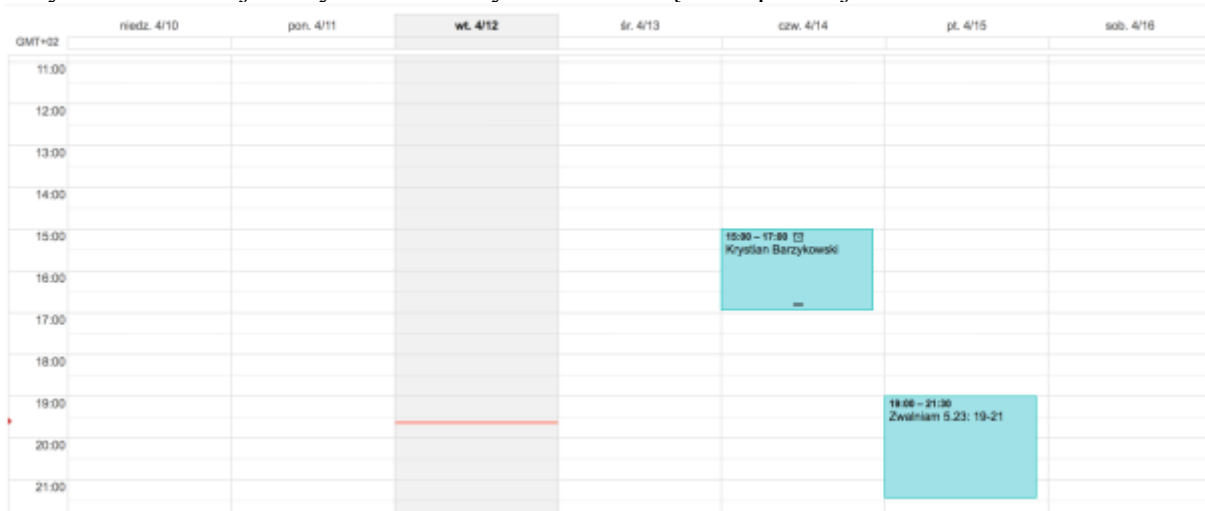 niedz. 4/10 pon. 4/11 wt. 4/12 śr. 4/13 czw. 4/14 pt. 4/15 sob. 4/16
GMT+02
11:00
12:00
13:00
14:00
15:00
15:00 – 17:00
Krystian Barzykowski
16:00
17:00
18:00
19:00
19:00 – 21:30
Zwalniam 5.23: 19-21
20:00
21:00